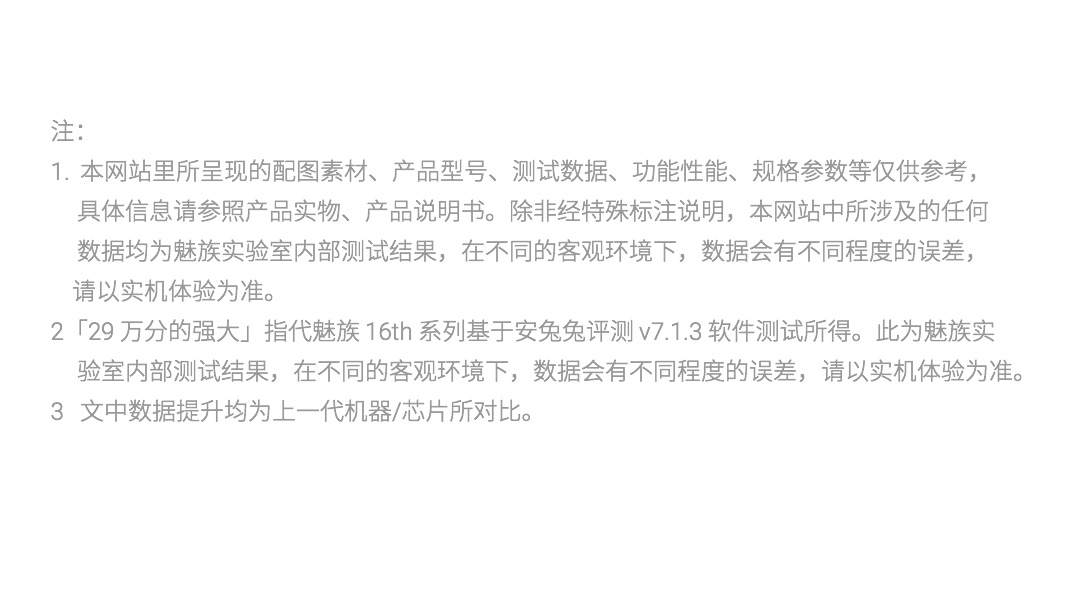 注：
1. 本网站里所呈现的配图素材、产品型号、测试数据、功能性能、规格参数等仅供参考，
具体信息请参照产品实物、产品说明书。除非经特殊标注说明，本网站中所涉及的任何
数据均为魅族实验室内部测试结果，在不同的客观环境下，数据会有不同程度的误差，
请以实机体验为准。
2「29 万分的强大」指代魅族 16th 系列基于安兔兔评测 v7.1.3 软件测试所得。此为魅族实
验室内部测试结果，在不同的客观环境下，数据会有不同程度的误差，请以实机体验为准。
3 文中数据提升均为上一代机器/芯片所对比。